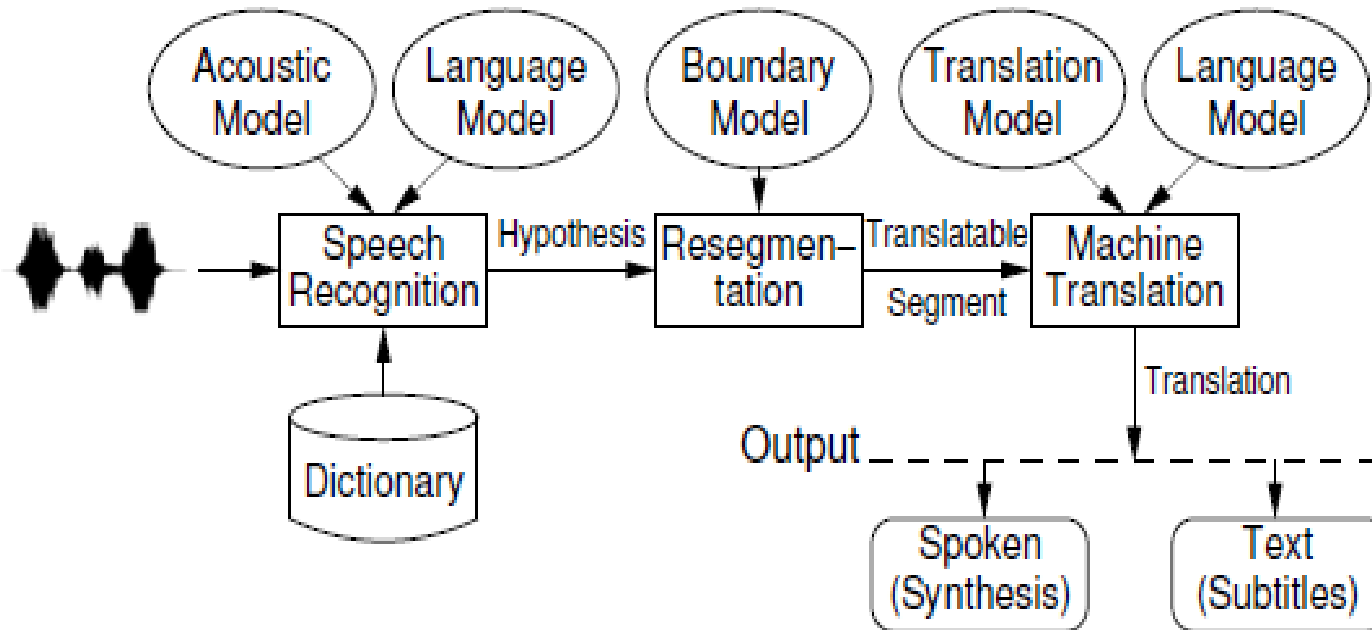 Acoustic
Model
Language
Model
Boundary
Model
Translation
Model
Language
Model
Speech
Recognition
Hypothesis
Resegmen–
tation
Translatable
Segment
Machine
Translation
Dictionary
Translation
Output
Spoken
(Synthesis)
Text
(Subtitles)